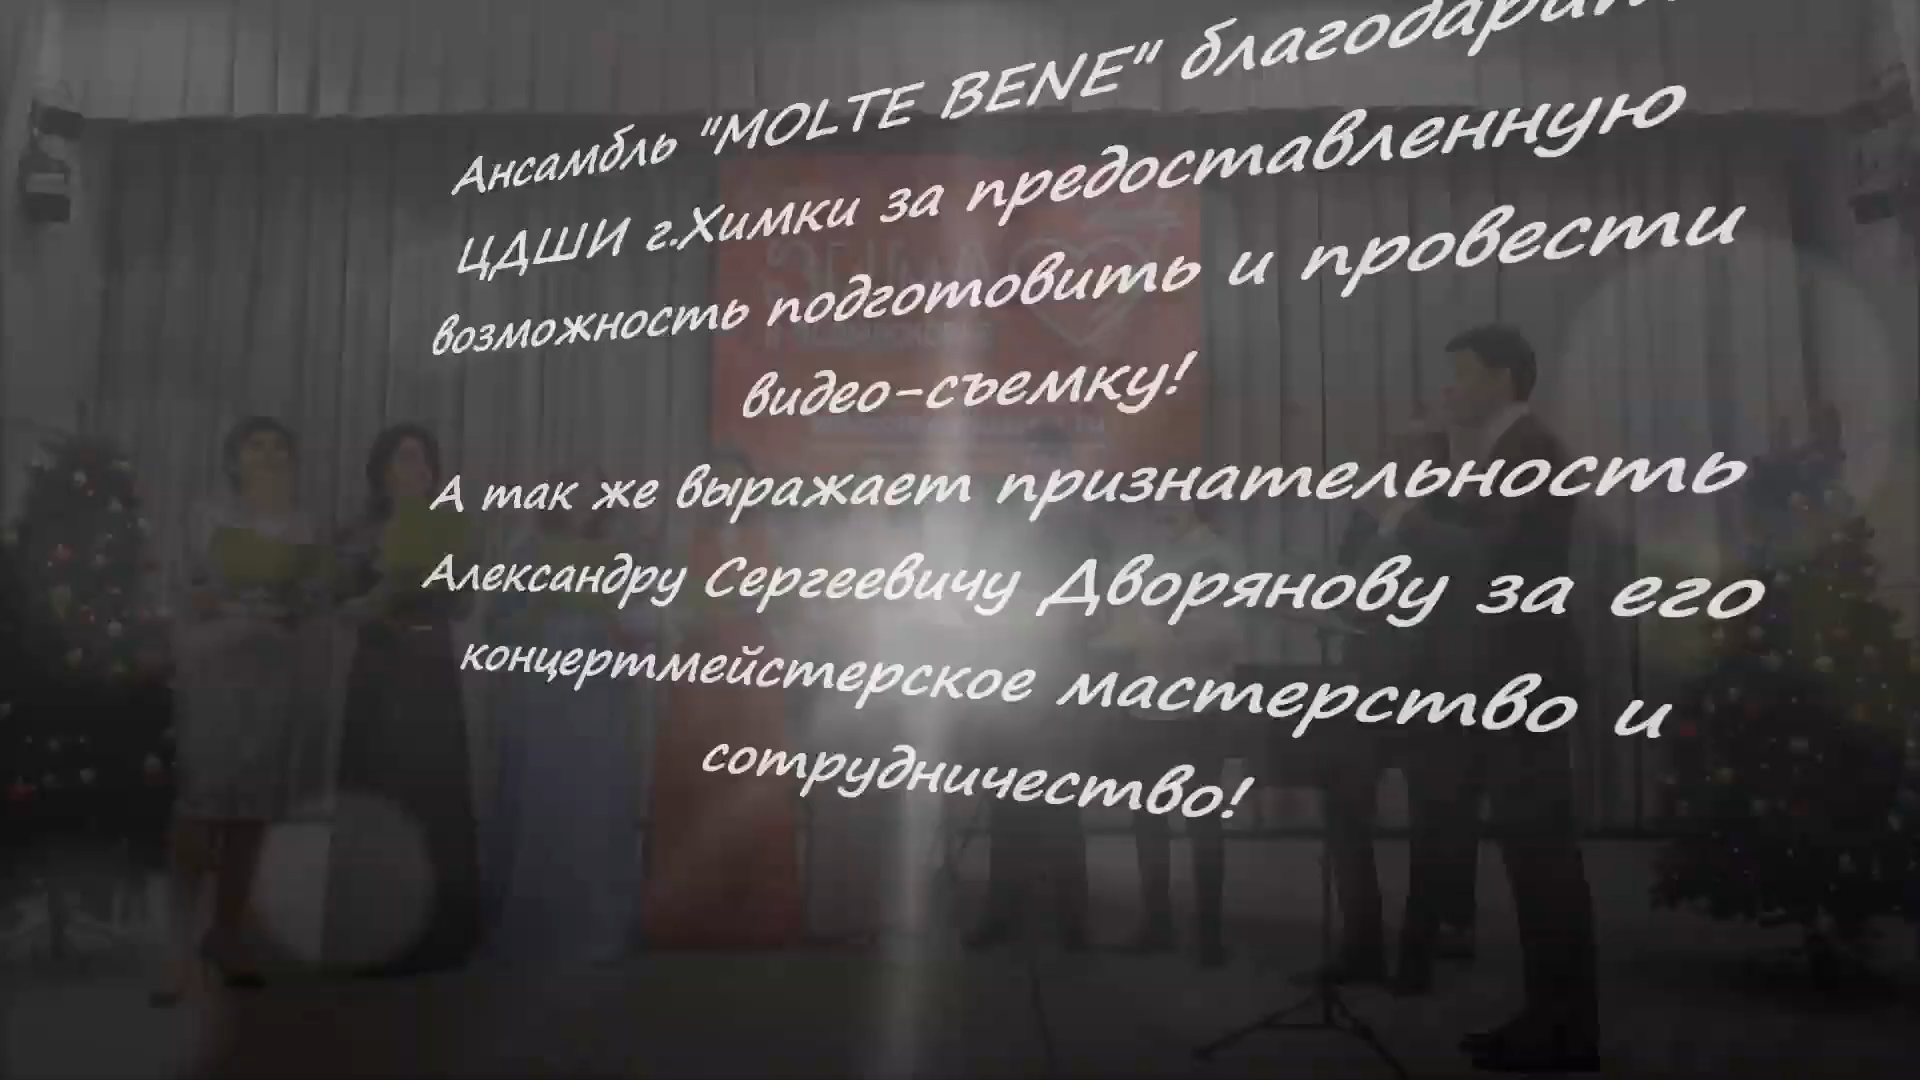 Ансамбль "MOLTE BENE"
ЦДШИ г.Химки за предоставленную
возможность подготовить и провести
видео-съемку!
А так же выражает признательность
Александру Сергеевичу Дворянову за его
концертмейстерское мастерство и
сотрудничество!